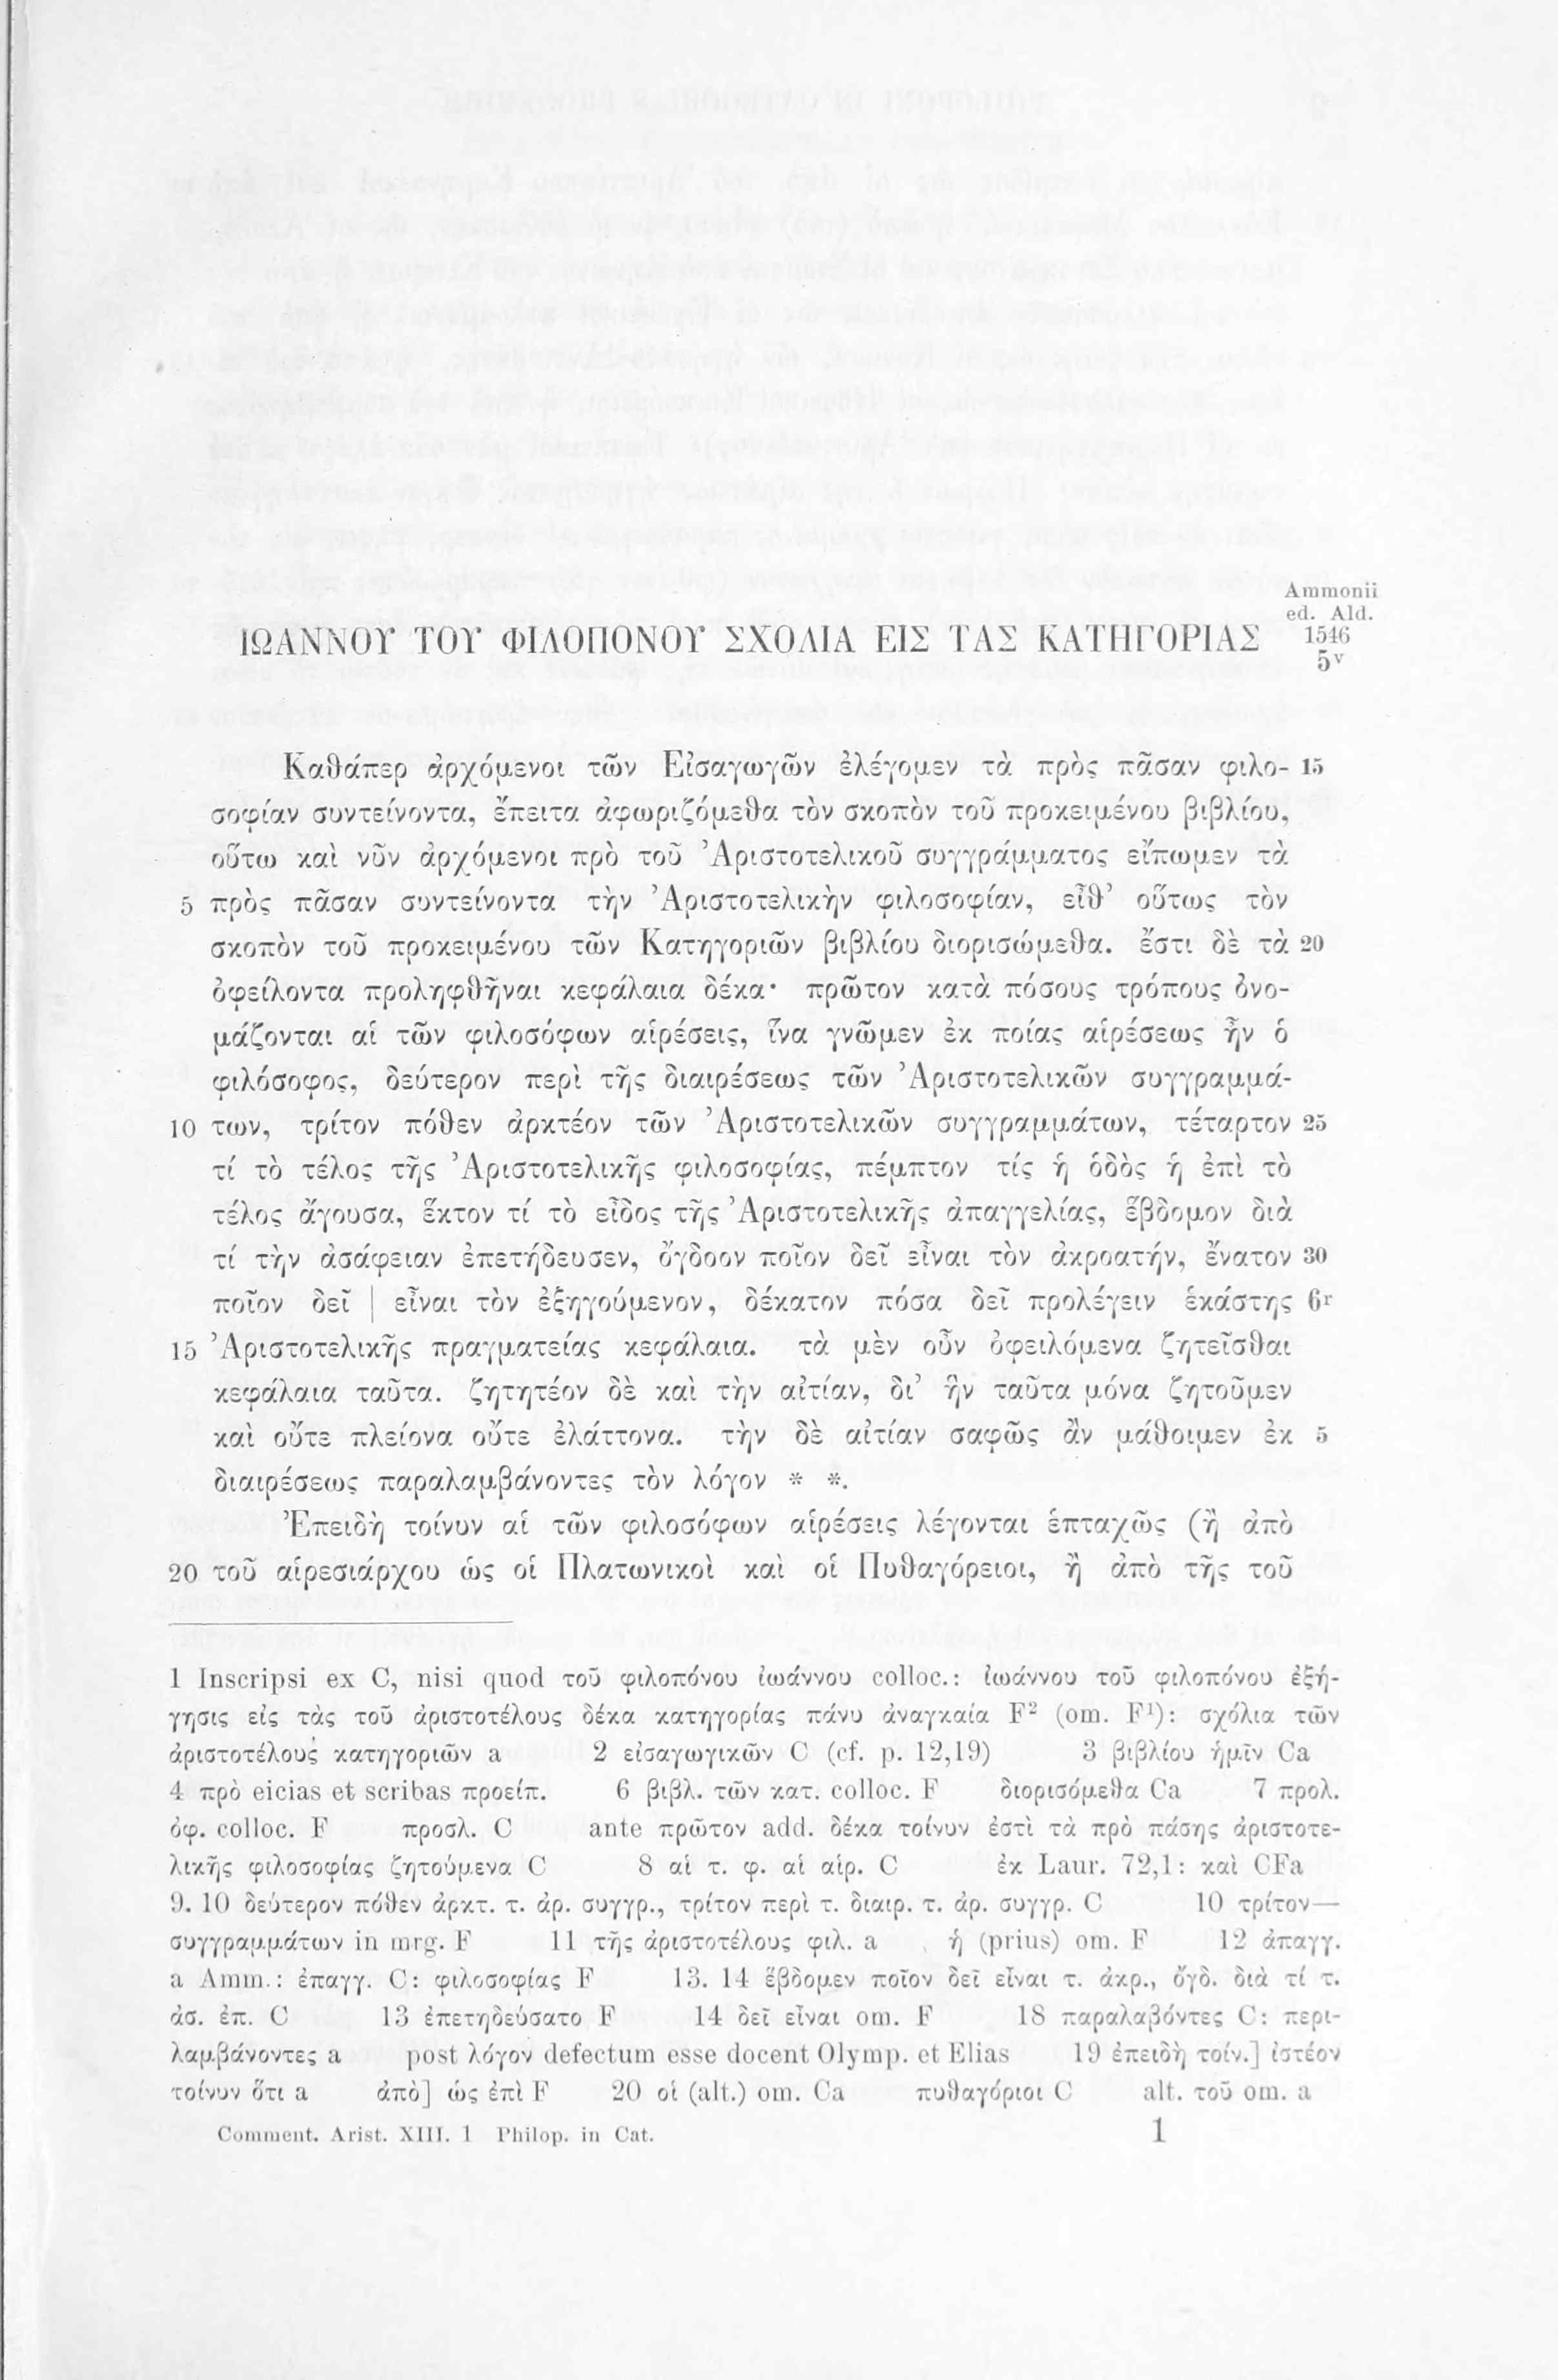 Ammonii
ed. Ald.
1546
5v
ΙΩΑΝΝΟΥ ΤΟΥ ΦΙΛΟΠΟΝΟΥ ΣΧΟΛΙΑ ΕΙΣ ΤΑΣ ΚΑΤΗΓΟΡΙΑΣ
Καθάπερ ἀρχόμενοι τῶν Εἰσαγωγῶν ἐλέγομεν τὰ πρὸς πᾶσαν φιλο- 15
σοφίαν συντείνοντα, ἔπειτα ἀφωριζόμεθα τὸν σκοπὸν τοῦ προκειμένου βιβλίου,
οὕτω καὶ νῦν ἀρχόμενοι πρὸ τοῦ Ἀριστοτελικοῦ συγγράμματος εἴπωμεν τὰ
5 πρὸς πᾶσαν συντείνοντα τὴν Ἀριστοτελικὴν φιλοσοφίαν, εἶθ’ οὕτως τὸν
σκοπὸν τοῦ προκειμένου τῶν Κατηγοριῶν βιβλίου διορισώμεθα. ἔστι δὲ τὰ 20
ὀφείλοντα προληφθῆναι κεφάλαια δέκα· πρῶτον κατὰ πόσους τρόπους ὀνο-
μάζονται αἱ τῶν φιλοσόφων αἱρέσεις, ἵνα γνῶμεν ἐκ ποίας αἱρέσεως ἦν ὁ
φιλόσοφος, δεύτερον περὶ τῆς διαιρέσεως τῶν Ἀριστοτελικῶν συγγραμμά-
10 των, τρίτον πόθεν ἀρκτέον τῶν Ἀριστοτελικῶν συγγραμμάτων, τέταρτον 25
τί τὸ τέλος τῆς Ἀριστοτελικῆς φιλοσοφίας, πέμπτον τίς ἡ ὁδὸς ἡ ἐπὶ τὸ
τέλος ἄγουσα, ἕκτον τί τὸ εἶδος τῆς Ἀριστοτελικῆς ἀπαγγελίας, ἕβδομον διὰ
τί τὴν ἀσάφειαν ἐπετήδευσεν, ὄγδοον ποῖον δεῖ εἶναι τὸν ἀκροατήν, ἔνατον 30
ποῖον δεῖ | εἶναι τὸν ἐξηγούμενον, δέκατον πόσα δεῖ προλέγειν ἑκάστης 6r
15 Ἀριστοτελικῆς πραγματείας κεφάλαια. τὰ μὲν οὖν ὀφειλόμενα ζητεῖσθαι
κεφάλαια ταῦτα. ζητητέον δὲ καὶ τὴν αἰτίαν, δι’ ἣν ταῦτα μόνα ζητοῦμεν
καὶ οὔτε πλείονα οὔτε ἐλάττονα. τὴν δὲ αἰτίαν σαφῶς ἂν μάθοιμεν ἐκ 5
διαιρέσεως παραλαμβάνοντες τὸν λόγον * *.
Ἐπειδὴ τοίνυν αἱ τῶν φιλοσόφων αἱρέσεις λέγονται ἑπταχῶς (ἢ ἀπὸ
20 τοῦ αἱρεσιάρχου ὡς οἱ Πλατωνικοὶ καὶ οἱ Πυθαγόρειοι, ἢ ἀπὸ τῆς τοῦ
1 Inscripsi ex C, nisi quod τοῦ φιλοπόνου ἰωάννου colloc.: ἰωάννου τοῦ φιλοπόνου ἐξή-
γησις εἰς τὰς τοῦ ἀριστοτέλους δέκα κατηγορίας πάνυ ἀναγκαία F² (om. F¹): σχόλια τῶν
ἀριστοτέλους κατηγοριῶν a 2 εἰσαγωγικῶν C (cf. p. 12,19) 3 βιβλίου ἡμῖν Ca
4 πρὸ eicias et scribas προείπ. 6 βιβλ. τῶν κατ. colloc. F διορισόμεθα Ca 7 προλ.
ὀφ. colloc. F προσλ. C ante πρῶτον add. δέκα τοίνυν ἐστὶ τὰ πρὸ πάσης ἀριστοτε-
λικῆς φιλοσοφίας ζητούμενα C 8 αἱ τ. φ. αἱ αἱρ. C ἐκ Laur. 72,1: καὶ CFa
9. 10 δεύτερον πόθεν ἀρκτ. τ. ἀρ. συγγρ., τρίτον περὶ τ. διαιρ. τ. ἀρ. συγγρ. C 10 τρίτον—
συγγραμμάτων in mrg. F 11 τῆς ἀριστοτέλους φιλ. a ἡ (prius) om. F 12 ἀπαγγ.
a Amm.: ἐπαγγ. C: φιλοσοφίας F 13. 14 ἕβδομεν ποῖον δεῖ εἶναι τ. ἀκρ., ὄγδ. διὰ τί τ.
ἀσ. ἐπ. C 13 ἐπετηδεύσατο F 14 δεῖ εἶναι om. F 18 παραλαβόντες C: περι-
λαμβάνοντες a post λόγον defectum esse docent Olymp. et Elias 19 ἐπειδὴ τοίν.] ἰστέον
τοίνυν ὅτι a ἀπὸ] ὡς ἐπὶ F 20 οἱ (alt.) om. Ca πυθαγόριοι C alt. τοῦ om. a
Comment. Arist. XIII. 1 Philop. in Cat. 1